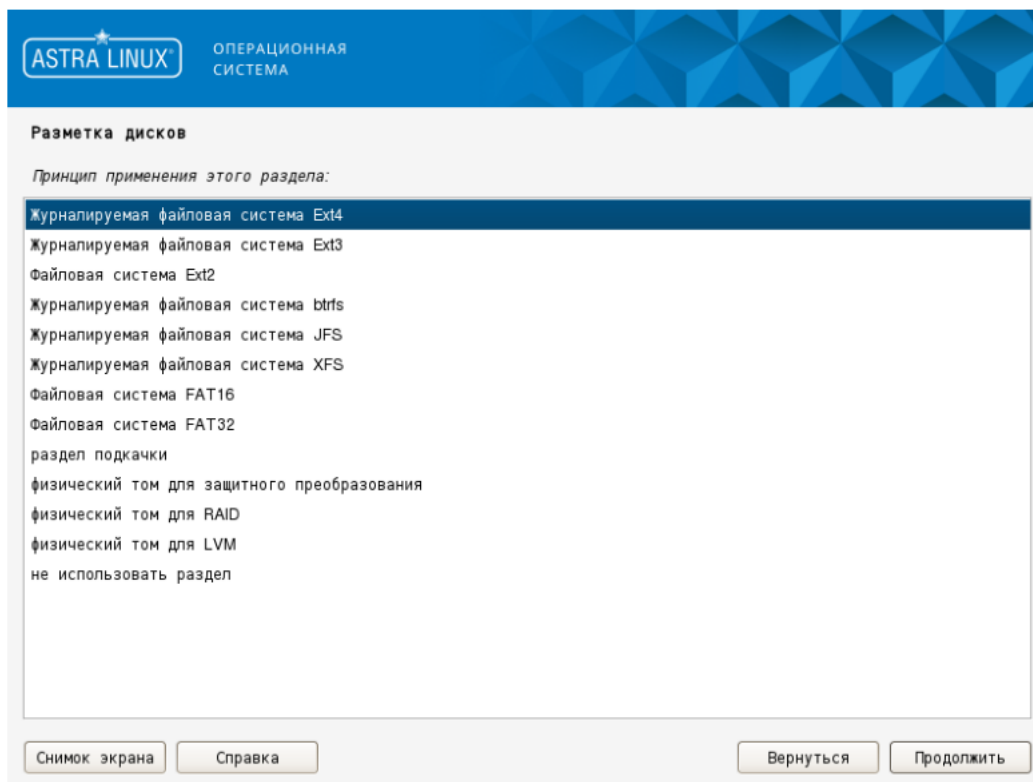 ASTRA LINUX®
ОПЕРАЦИОННАЯ
СИСТЕМА
Разметка дисков
Принцип применения этого раздела:
Журналируемая файловая система Ext4
Журналируемая файловая система Ext3
Файловая система Ext2
Журналируемая файловая система btrfs
Журналируемая файловая система JFS
Журналируемая файловая система XFS
Файловая система FAT16
Файловая система FAT32
раздел подкачки
физический том для защитного преобразования
физический том для RAID
физический том для LVM
не использовать раздел
Снимок экрана
Справка
Вернуться
Продолжить